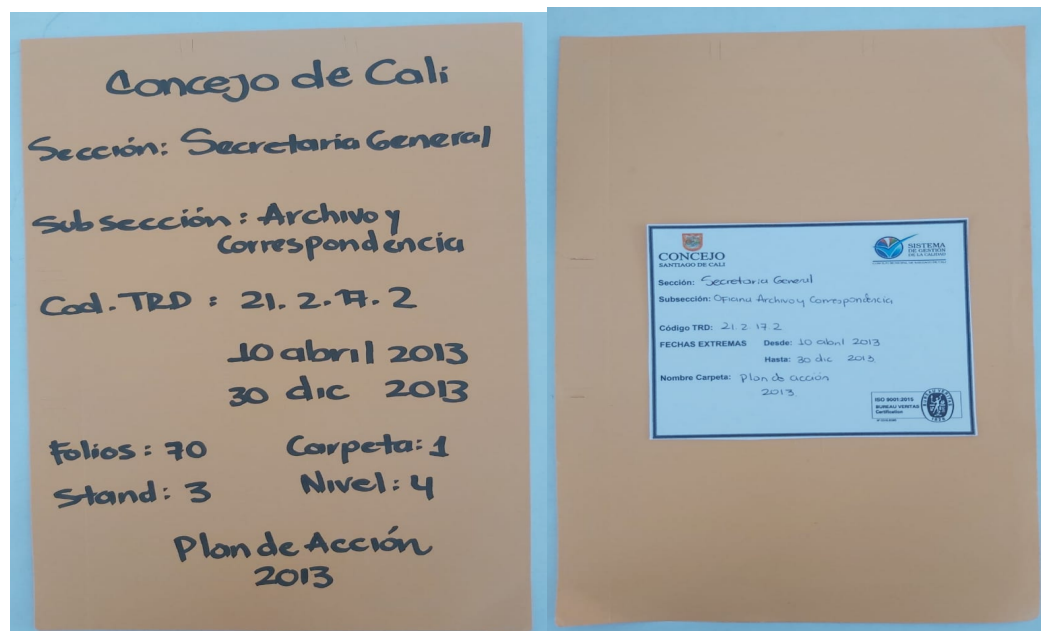 Concejo de Cali
Sección: Secretaria General
Subsección: Archivo y
Correspondencia
Cod. TRD: 21.2.17.2
10 abril 2013
30 dic 2013
Folios: 70 Carpeta: 1
Stand: 3 Nivel: 4
Plan de Acción
2013
CONCEJO
SANTIAGO DE CALI
SISTEMA
DE GESTIÓN
DE LA CALIDAD
Sección: Secretaria General
Subsección: Oficina Archivo y Correspondencia
Código TRD: 21.2.17.2
FECHAS EXTREMAS Desde: 10 abril 2013
Hasta: 30 dic 2013
Nombre Carpeta: Plan de acción
2013
ISO 9001:2015
BUREAU VERITAS
Certification